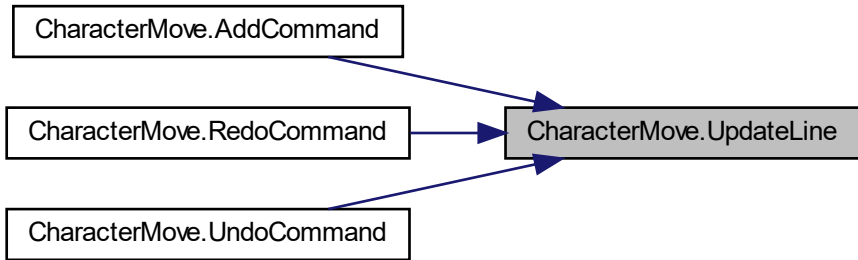 CharacterMove.AddCommand
CharacterMove.RedoCommand
CharacterMove.UpdateLine
CharacterMove.UndoCommand